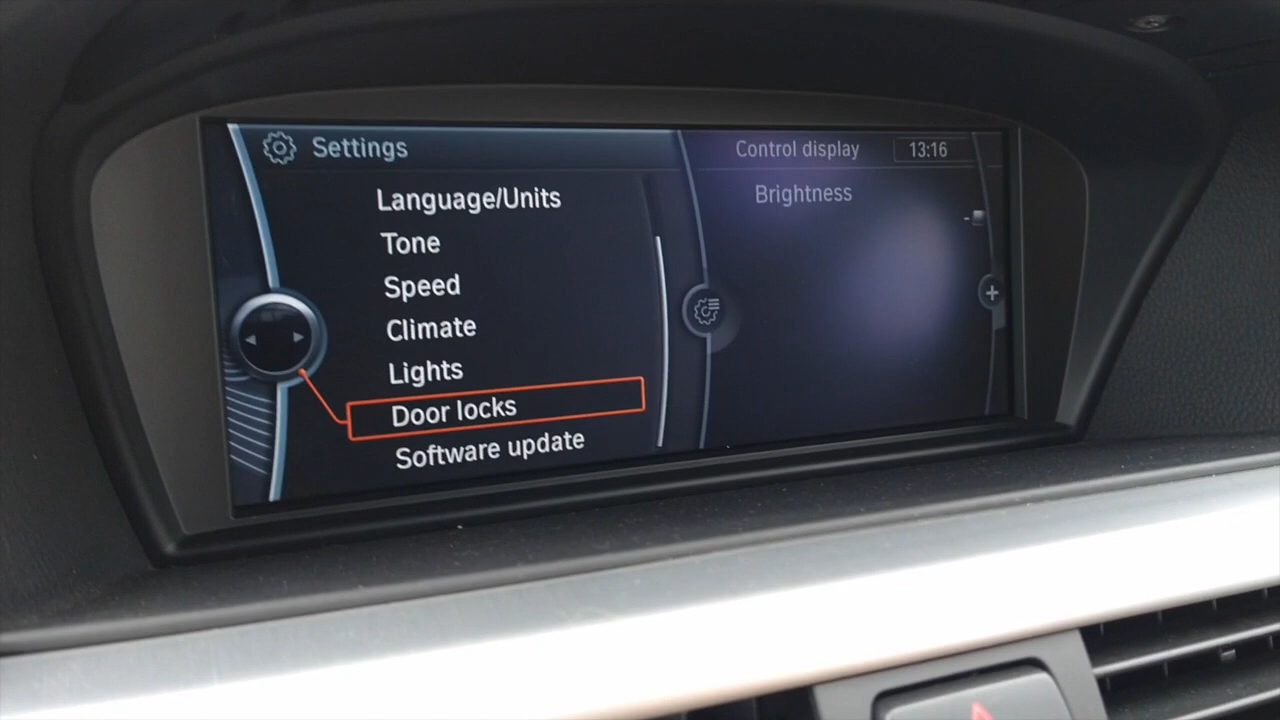 Settings
Language/Units
Tone
Speed
Climate
Lights
Door locks
Software update
Control display
13:16
Brightness